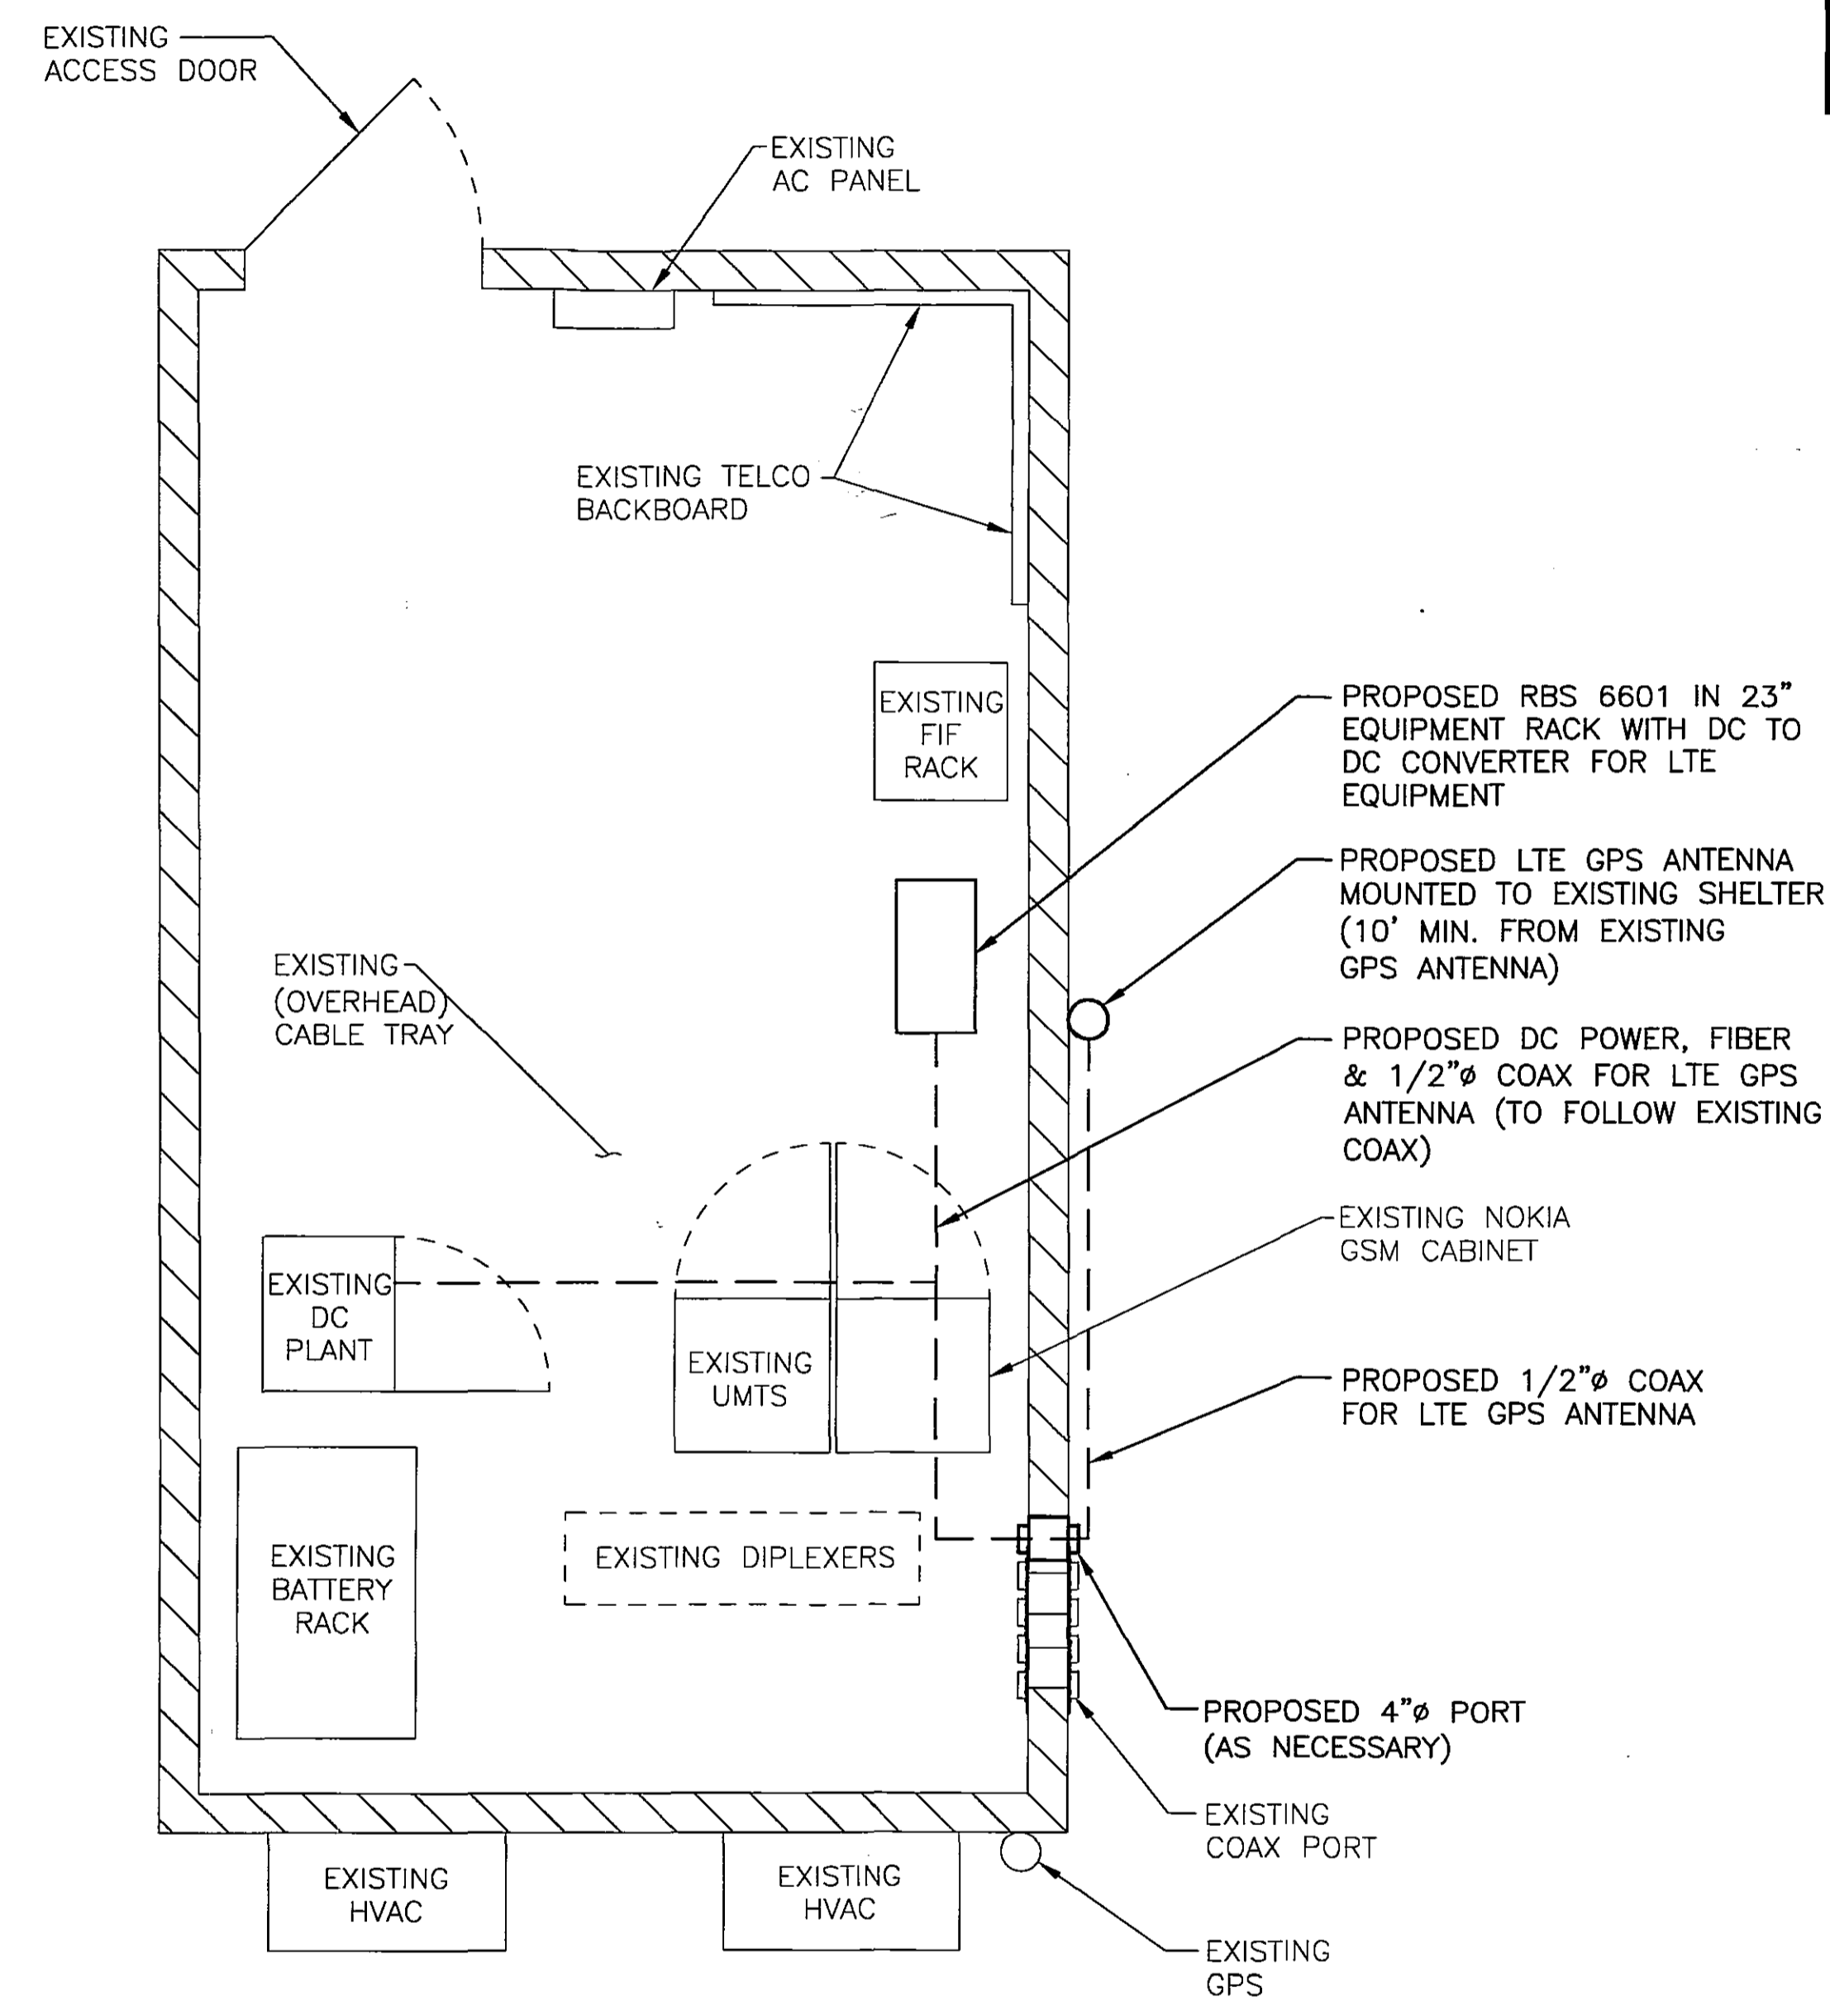 EXISTING
ACCESS DOOR
EXISTING
AC PANEL
EXISTING TELCO
BACKBOARD
EXISTING
FIF
RACK
PROPOSED RBS 6601 IN 23"
EQUIPMENT RACK WITH DC TO
DC CONVERTER FOR LTE
EQUIPMENT
PROPOSED LTE GPS ANTENNA
MOUNTED TO EXISTING SHELTER
(10' MIN. FROM EXISTING
GPS ANTENNA)
EXISTING
(OVERHEAD)
CABLE TRAY
PROPOSED DC POWER, FIBER
& 1/2"ø COAX FOR LTE GPS
ANTENNA (TO FOLLOW EXISTING
COAX)
EXISTING NOKIA
GSM CABINET
EXISTING
DC
PLANT
EXISTING
UMTS
PROPOSED 1/2"ø COAX
FOR LTE GPS ANTENNA
EXISTING
BATTERY
RACK
EXISTING DIPLEXERS
PROPOSED 4"ø PORT
(AS NECESSARY)
EXISTING
COAX PORT
EXISTING
HVAC
EXISTING
HVAC
EXISTING
GPS